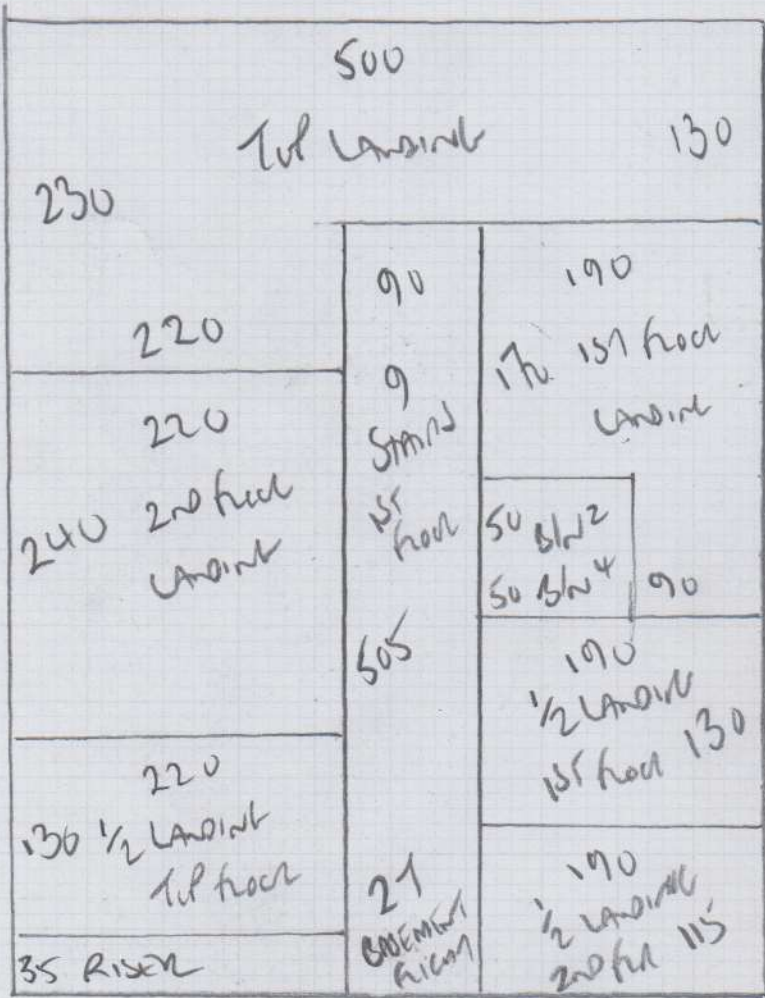 500
TOP LANDING
130
230
220
220
240 2ND FLOOR
LANDING
220
130 1/2 LANDING
TOP FLOOR
35 RISER
90
9
STAIRS
1ST
FLOOR
505
21
BASEMENT
FLIGHT
190
170 1ST FLOOR
LANDING
50 BIN 2
50 BIN 4
90
190
1/2 LANDING
1ST FLOOR 130
190
1/2 LANDING
2ND FLR 115